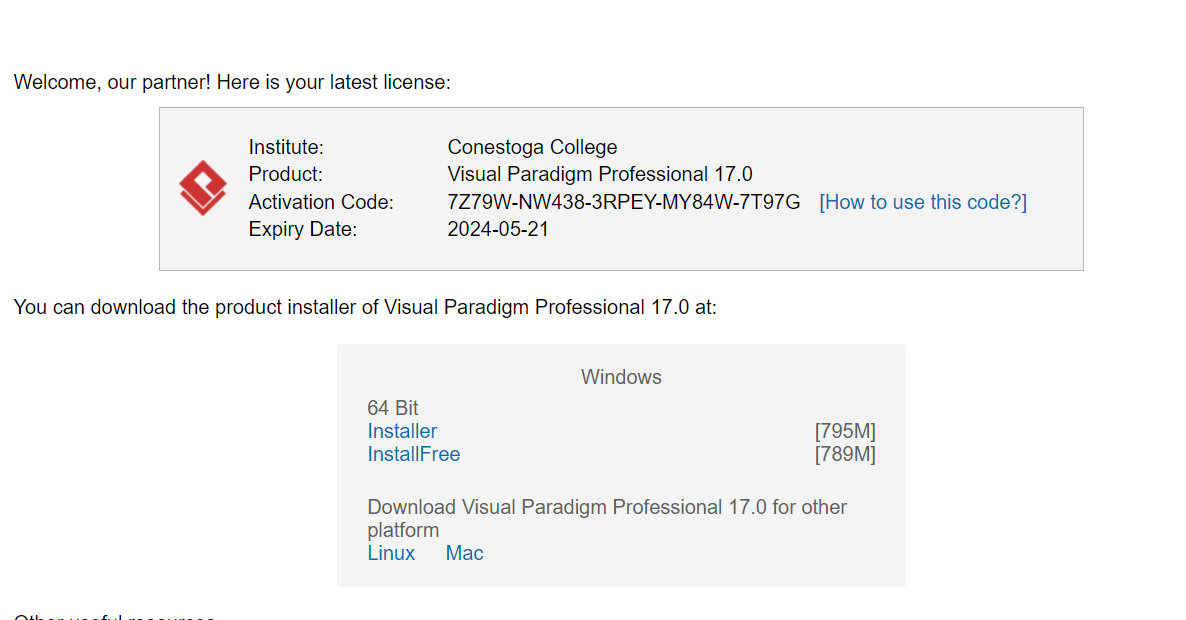 Welcome, our partner! Here is your latest license:
Institute: Conestoga College
Product: Visual Paradigm Professional 17.0
Activation Code: 7Z79W-NW438-3RPEY-MY84W-7T97G [How to use this code?]
Expiry Date: 2024-05-21
You can download the product installer of Visual Paradigm Professional 17.0 at:
Windows
64 Bit
Installer [795M]
InstallFree [789M]
Download Visual Paradigm Professional 17.0 for other
platform
Linux Mac
Other useful resources